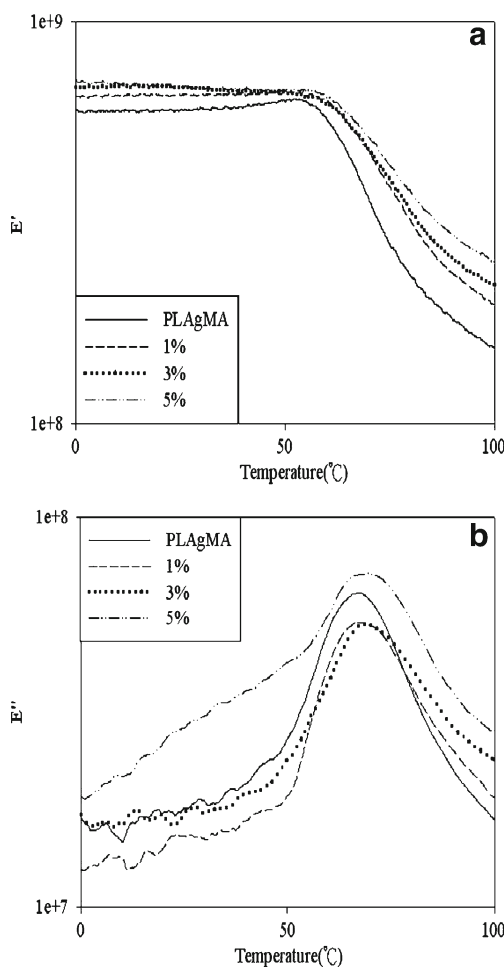 1e+9
a
E'
PLAgMA
1%
3%
5%
1e+8
0
50
100
Temperature(℃)
1e+8
b
PLAgMA
1%
3%
5%
E''
1e+7
0
50
100
Temperature(℃)